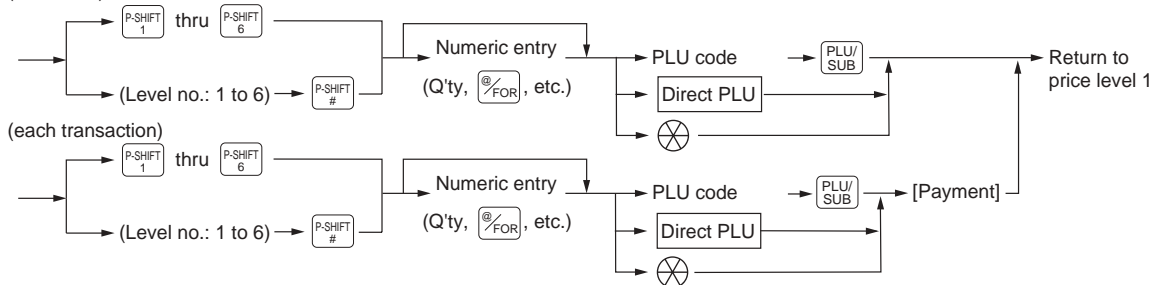 P-SHIFT 1 thru P-SHIFT 6
Numeric entry
(Q'ty, @/FOR, etc.)
PLU code PLU/SUB
Return to
price level 1
(Level no.: 1 to 6) P-SHIFT #
Direct PLU
(each transaction)
P-SHIFT 1 thru P-SHIFT 6
Numeric entry
(Q'ty, @/FOR, etc.)
PLU code PLU/SUB [Payment]
(Level no.: 1 to 6) P-SHIFT #
Direct PLU